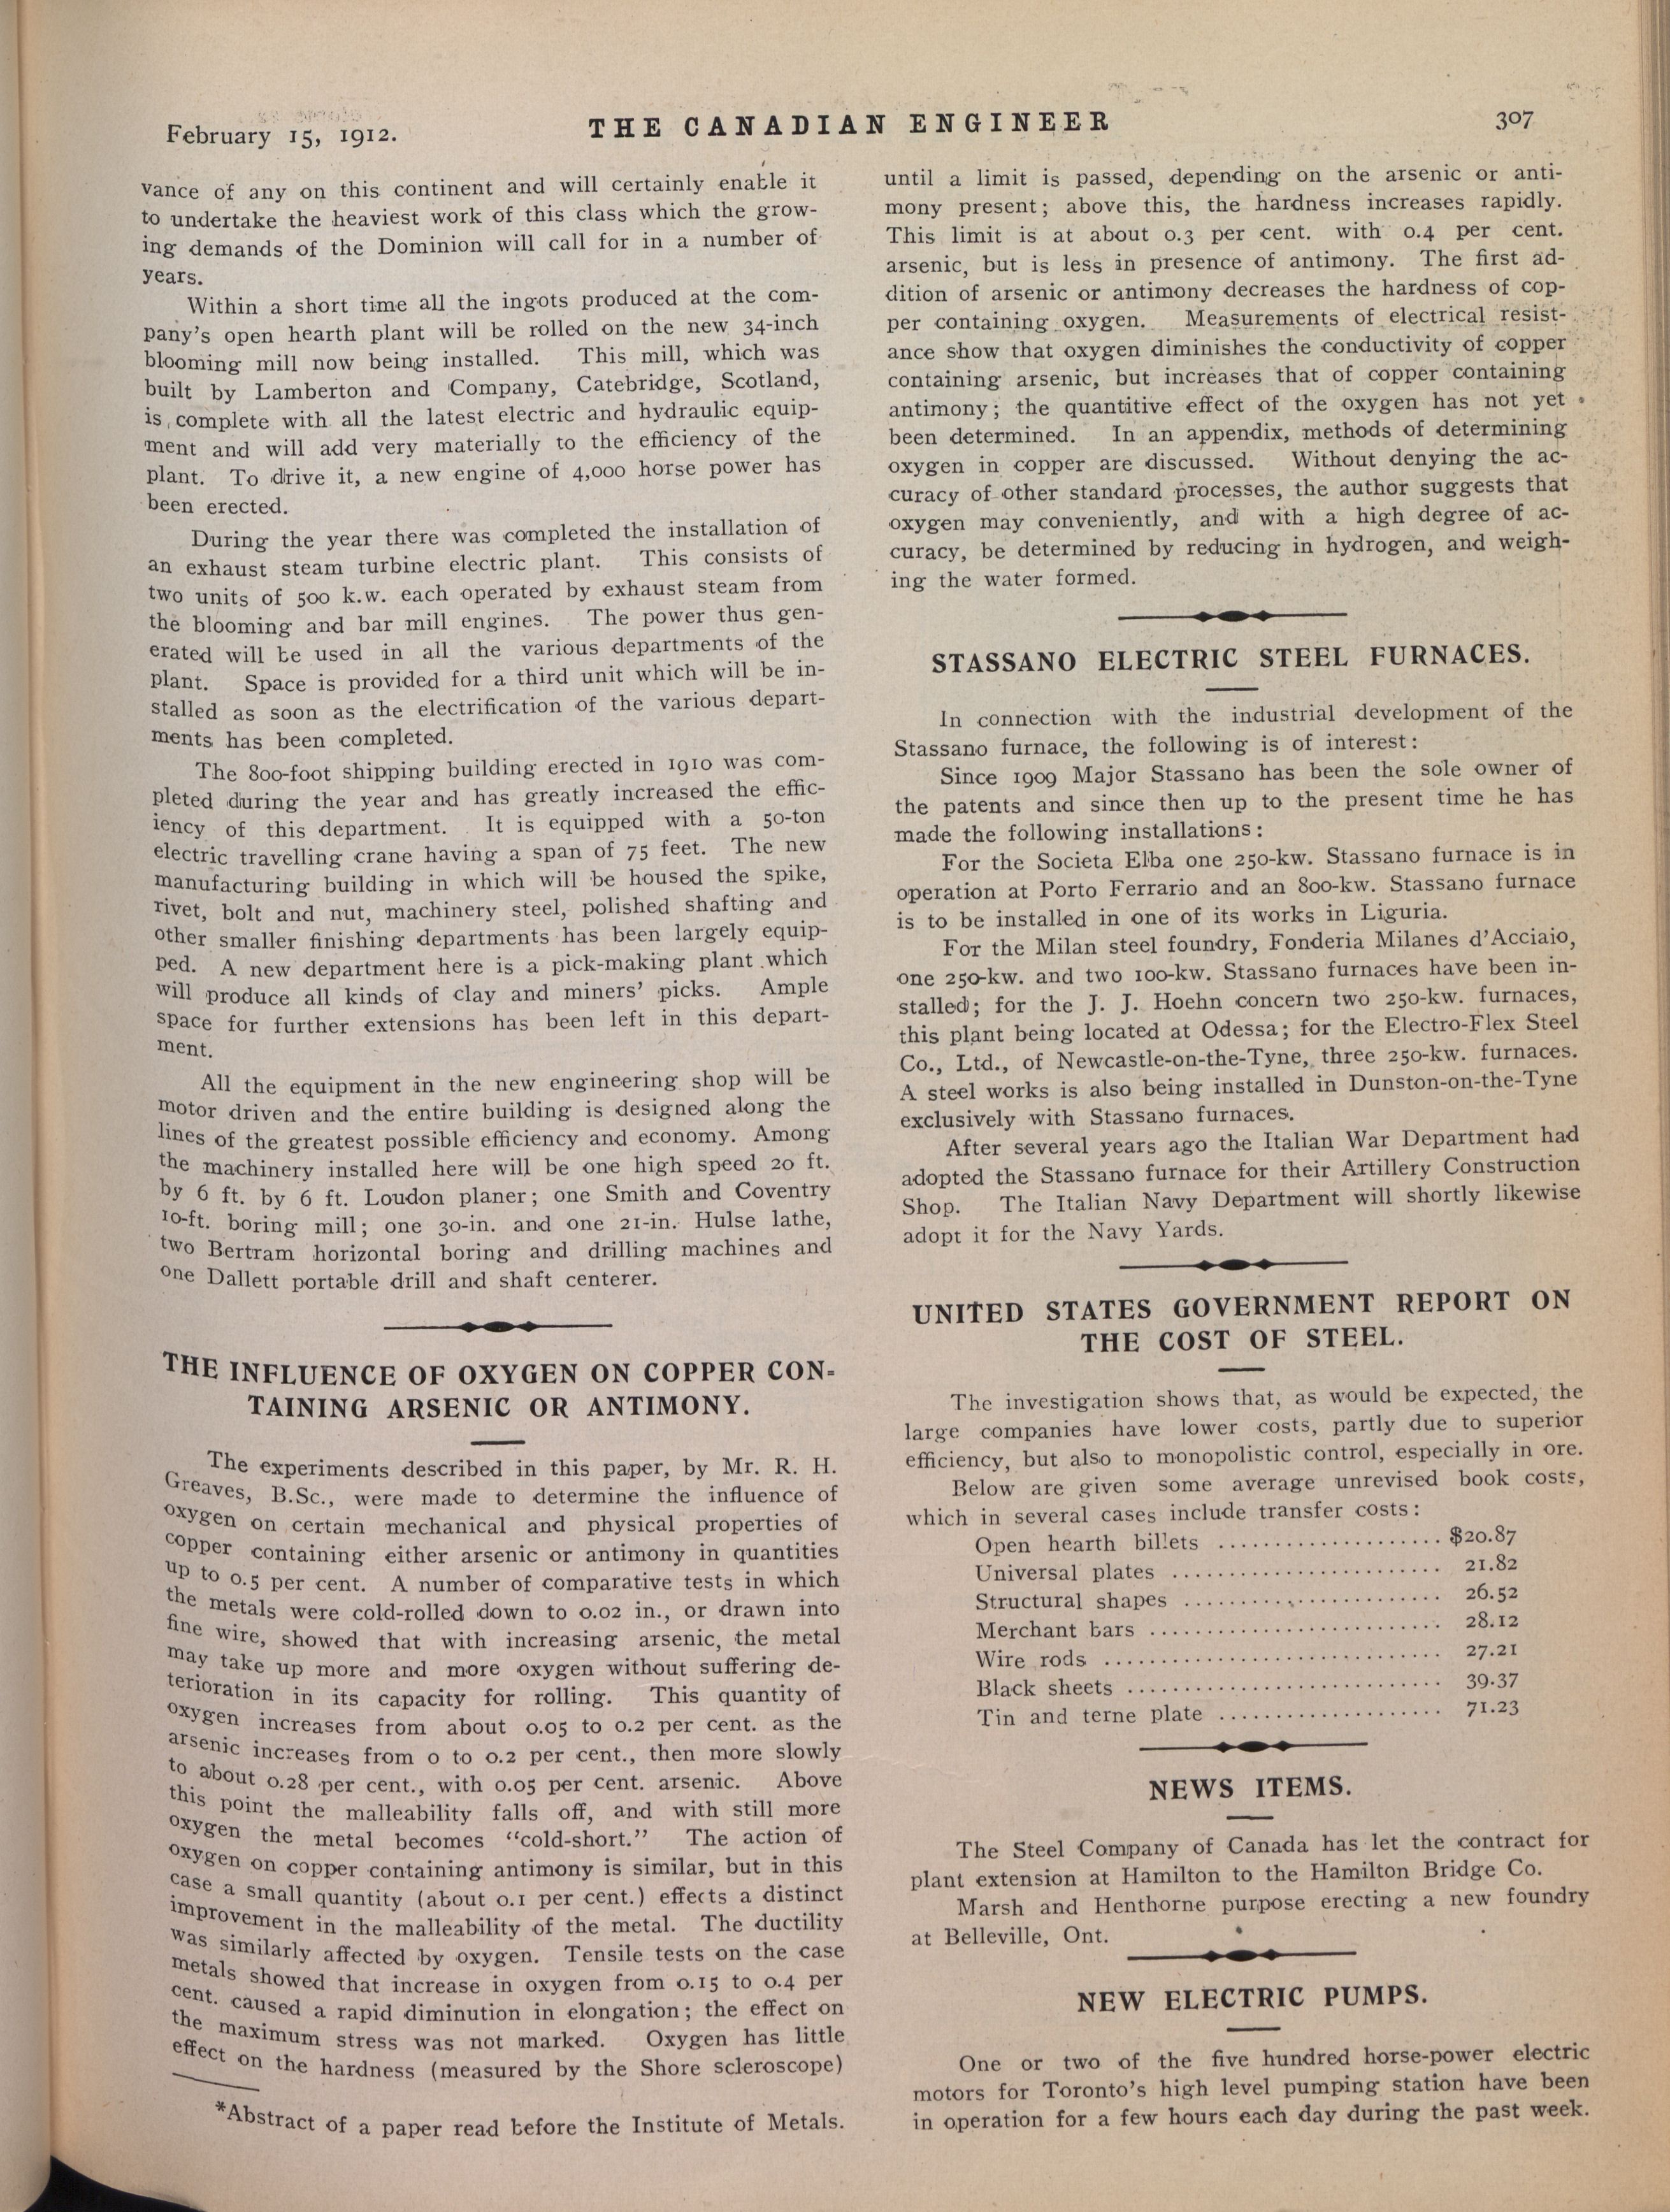 February 15, 1912.
THE CANADIAN ENGINEER
307
vance of any on this continent and will certainly enable it
to undertake the heaviest work of this class which the grow-
ing demands of the Dominion will call for in a number of
years.
Within a short time all the ingots produced at the com-
pany's open hearth plant will be rolled on the new 34-inch
blooming mill now being installed. This mill, which was
built by Lamberton and Company, Catebridge, Scotland,
is complete with all the latest electric and hydraulic equip-
ment and will add very materially to the efficiency of the
plant. To drive it, a new engine of 4,000 horse power has
been erected.
During the year there was completed the installation of
an exhaust steam turbine electric plant. This consists of
two units of 500 k.w. each operated by exhaust steam from
the blooming and bar mill engines. The power thus gen-
erated will be used in all the various departments of the
plant. Space is provided for a third unit which will be in-
stalled as soon as the electrification of the various depart-
ments has been completed.
The 800-foot shipping building erected in 1910 was com-
pleted during the year and has greatly increased the effic-
iency of this department. It is equipped with a 50-ton
electric travelling crane having a span of 75 feet. The new
manufacturing building in which will be housed the spike,
rivet, bolt and nut, machinery steel, polished shafting and
other smaller finishing departments has been largely equip-
ped. A new department here is a pick-making plant which
will produce all kinds of clay and miners' picks. Ample
space for further extensions has been left in this depart-
ment.
All the equipment in the new engineering shop will be
motor driven and the entire building is designed along the
lines of the greatest possible efficiency and economy. Among
the machinery installed here will be one high speed 20 ft.
by 6 ft. by 6 ft. Loudon planer; one Smith and Coventry
10-ft. boring mill; one 30-in. and one 21-in. Hulse lathe,
two Bertram horizontal boring and drilling machines and
one Dallett portable drill and shaft centerer.
THE INFLUENCE OF OXYGEN ON COPPER CON-
TAINING ARSENIC OR ANTIMONY.
The experiments described in this paper, by Mr. R. H.
Greaves, B.Sc., were made to determine the influence of
oxygen on certain mechanical and physical properties of
copper containing either arsenic or antimony in quantities
up to 0.5 per cent. A number of comparative tests in which
the metals were cold-rolled down to 0.02 in., or drawn into
fine wire, showed that with increasing arsenic, the metal
may take up more and more oxygen without suffering de-
terioration in its capacity for rolling. This quantity of
oxygen increases from about 0.05 to 0.2 per cent. as the
arsenic increases from 0 to 0.2 per cent., then more slowly
to about 0.28 per cent., with 0.05 per cent. arsenic. Above
this point the malleability falls off, and with still more
oxygen the metal becomes "cold-short." The action of
oxygen on copper containing antimony is similar, but in this
case a small quantity (about 0.1 per cent.) effects a distinct
improvement in the malleability of the metal. The ductility
was similarly affected by oxygen. Tensile tests on the case
metals showed that increase in oxygen from 0.15 to 0.4 per
cent. caused a rapid diminution in elongation; the effect on
the maximum stress was not marked. Oxygen has little
effect on the hardness (measured by the Shore scleroscope)
*Abstract of a paper read before the Institute of Metals.
until a limit is passed, depending on the arsenic or anti-
mony present; above this, the hardness increases rapidly.
This limit is at about 0.3 per cent. with 0.4 per cent.
arsenic, but is less in presence of antimony. The first ad-
dition of arsenic or antimony decreases the hardness of cop-
per containing oxygen. Measurements of electrical resist-
ance show that oxygen diminishes the conductivity of copper
containing arsenic, but increases that of copper containing
antimony; the quantitive effect of the oxygen has not yet
been determined. In an appendix, methods of determining
oxygen in copper are discussed. Without denying the ac-
curacy of other standard processes, the author suggests that
oxygen may conveniently, and with a high degree of ac-
curacy, be determined by reducing in hydrogen, and weigh-
ing the water formed.
STASSANO ELECTRIC STEEL FURNACES.
In connection with the industrial development of the
Stassano furnace, the following is of interest:
Since 1909 Major Stassano has been the sole owner of
the patents and since then up to the present time he has
made the following installations:
For the Societa Elba one 250-kw. Stassano furnace is in
operation at Porto Ferrario and an 800-kw. Stassano furnace
is to be installed in one of its works in Liguria.
For the Milan steel foundry, Fonderia Milanes d'Acciaio,
one 250-kw. and two 100-kw. Stassano furnaces have been in-
stalled; for the J. J. Hoehn concern two 250-kw. furnaces,
this plant being located at Odessa; for the Electro-Flex Steel
Co., Ltd., of Newcastle-on-the-Tyne, three 250-kw. furnaces.
A steel works is also being installed in Dunston-on-the-Tyne
exclusively with Stassano furnaces.
After several years ago the Italian War Department had
adopted the Stassano furnace for their Artillery Construction
Shop. The Italian Navy Department will shortly likewise
adopt it for the Navy Yards.
UNITED STATES GOVERNMENT REPORT ON
THE COST OF STEEL.
The investigation shows that, as would be expected, the
large companies have lower costs, partly due to superior
efficiency, but also to monopolistic control, especially in ore.
Below are given some average unrevised book costs,
which in several cases include transfer costs:
Open hearth billets ................... $20.87
Universal plates ....................... 21.82
Structural shapes ...................... 26.52
Merchant bars ......................... 28.12
Wire rods ............................. 27.21
Black sheets ........................... 39.37
Tin and terne plate ................... 71.23
NEWS ITEMS.
The Steel Company of Canada has let the contract for
plant extension at Hamilton to the Hamilton Bridge Co.
Marsh and Henthorne purpose erecting a new foundry
at Belleville, Ont.
NEW ELECTRIC PUMPS.
One or two of the five hundred horse-power electric
motors for Toronto's high level pumping station have been
in operation for a few hours each day during the past week.